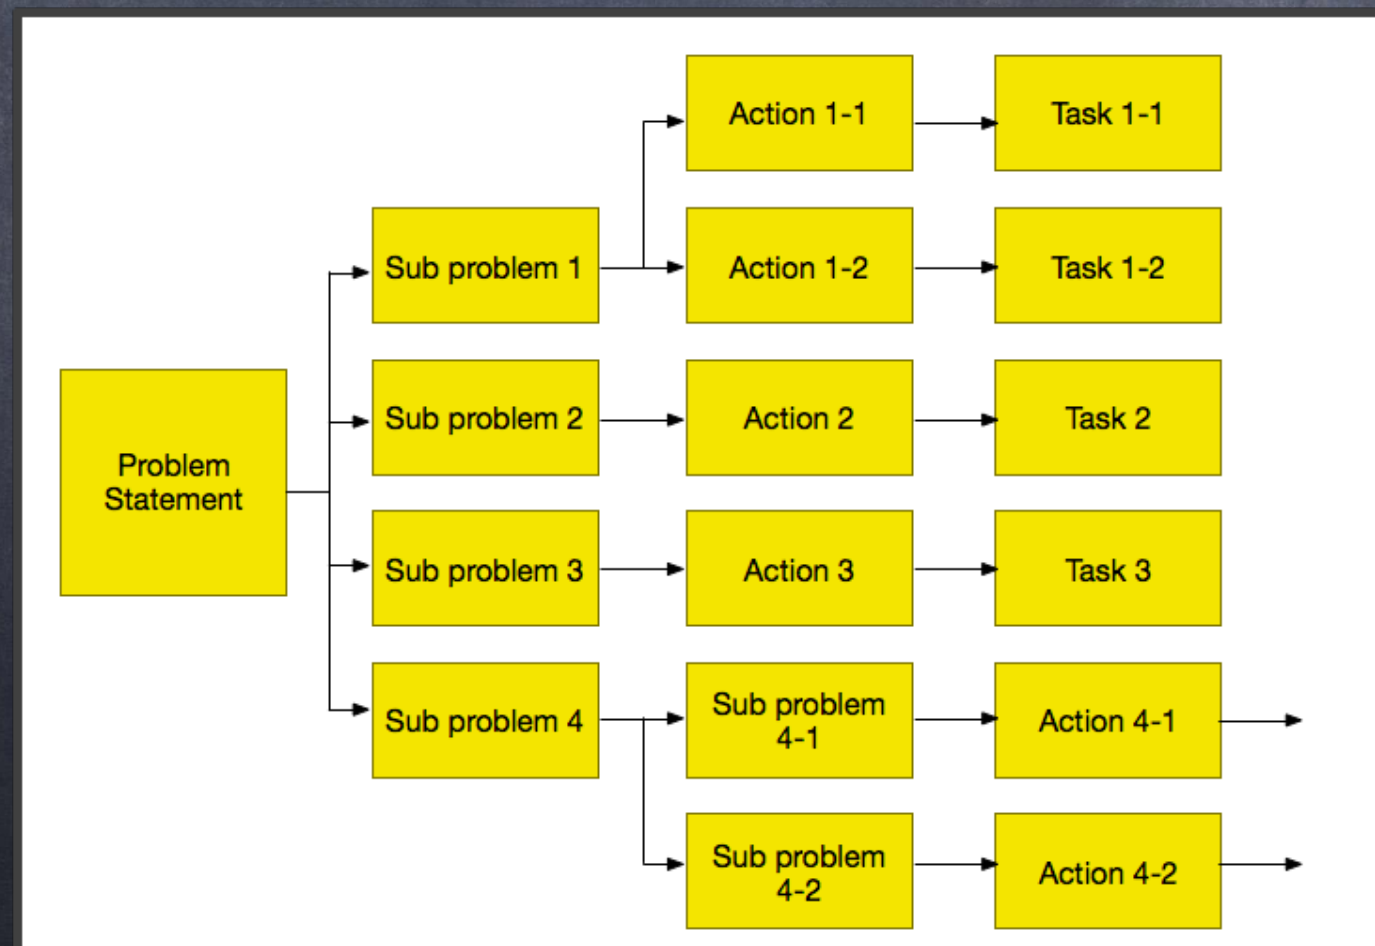 Action 1-1
Task 1-1
Sub problem 1
Action 1-2
Task 1-2
Sub problem 2
Action 2
Task 2
Problem
Statement
Sub problem 3
Action 3
Task 3
Sub problem 4
Sub problem
4-1
Action 4-1
Sub problem
4-2
Action 4-2